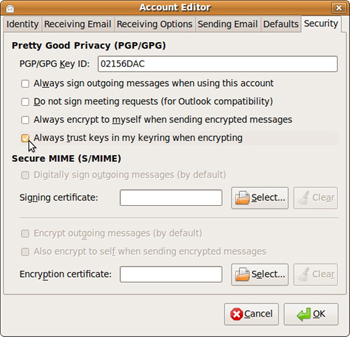 Account Editor
Identity Receiving Email Receiving Options Sending Email Defaults Security
Pretty Good Privacy (PGP/GPG)
PGP/GPG Key ID: 02156DAC
Always sign outgoing messages when using this account
Do not sign meeting requests (for Outlook compatibility)
Always encrypt to myself when sending encrypted messages
Always trust keys in my keyring when encrypting
Secure MIME (S/MIME)
Digitally sign outgoing messages (by default)
Signing certificate: Select... Clear
Encrypt outgoing messages (by default)
Also encrypt to self when sending encrypted messages
Encryption certificate: Select... Clear
Cancel OK